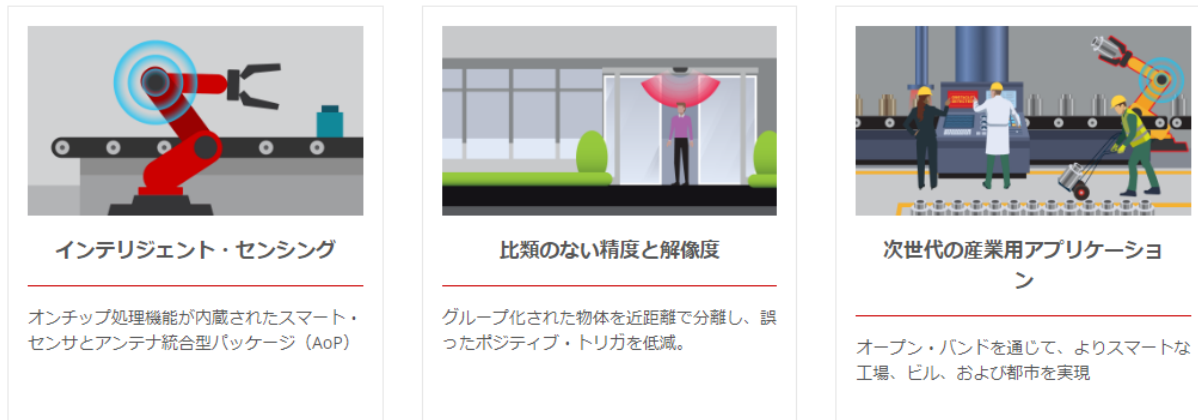 インテリジェント・センシング
オンチップ処理機能が内蔵されたスマート・
センサとアンテナ統合型パッケージ（AoP）
比類のない精度と解像度
グループ化された物体を近距離で分離し、誤
ったポジティブ・トリガを低減。
次世代の産業用アプリケーショ
ン
オープン・バンドを通じて、よりスマートな
工場、ビル、および都市を実現